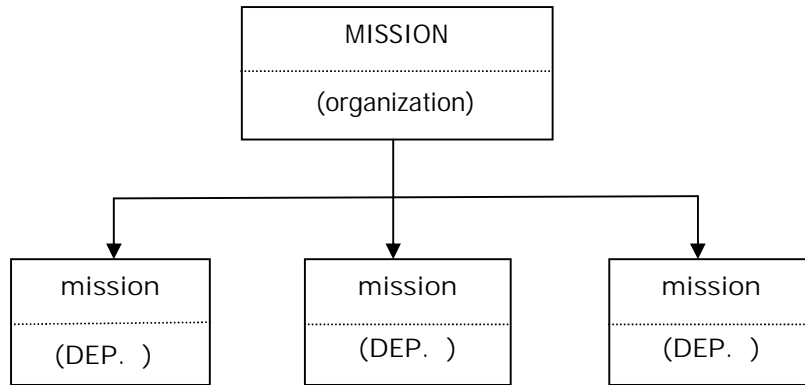 MISSION
(organization)
mission
(DEP. )
mission
(DEP. )
mission
(DEP. )